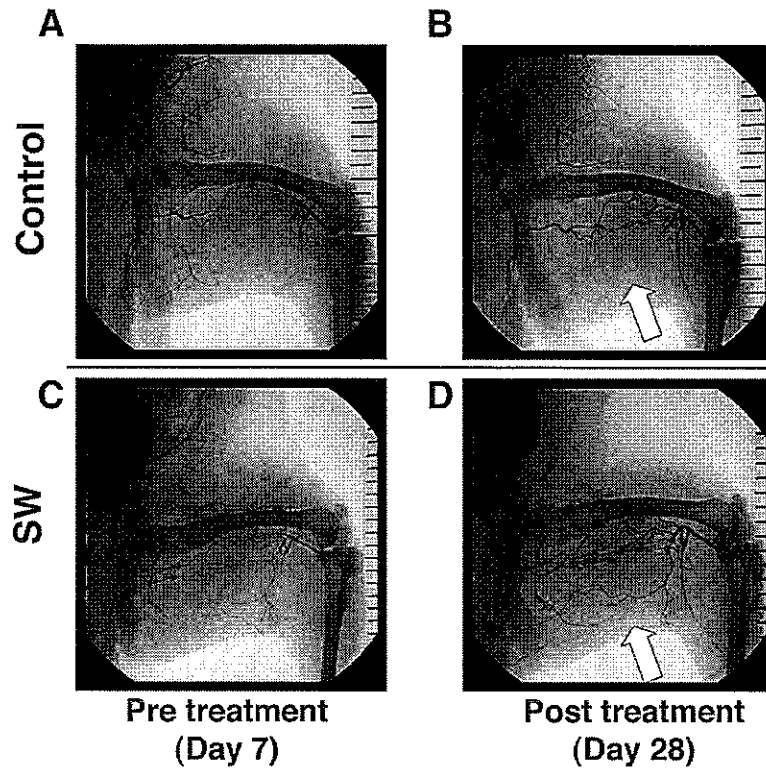 A
B
Control
C
D
SW
Pre treatment
(Day 7)
Post treatment
(Day 28)